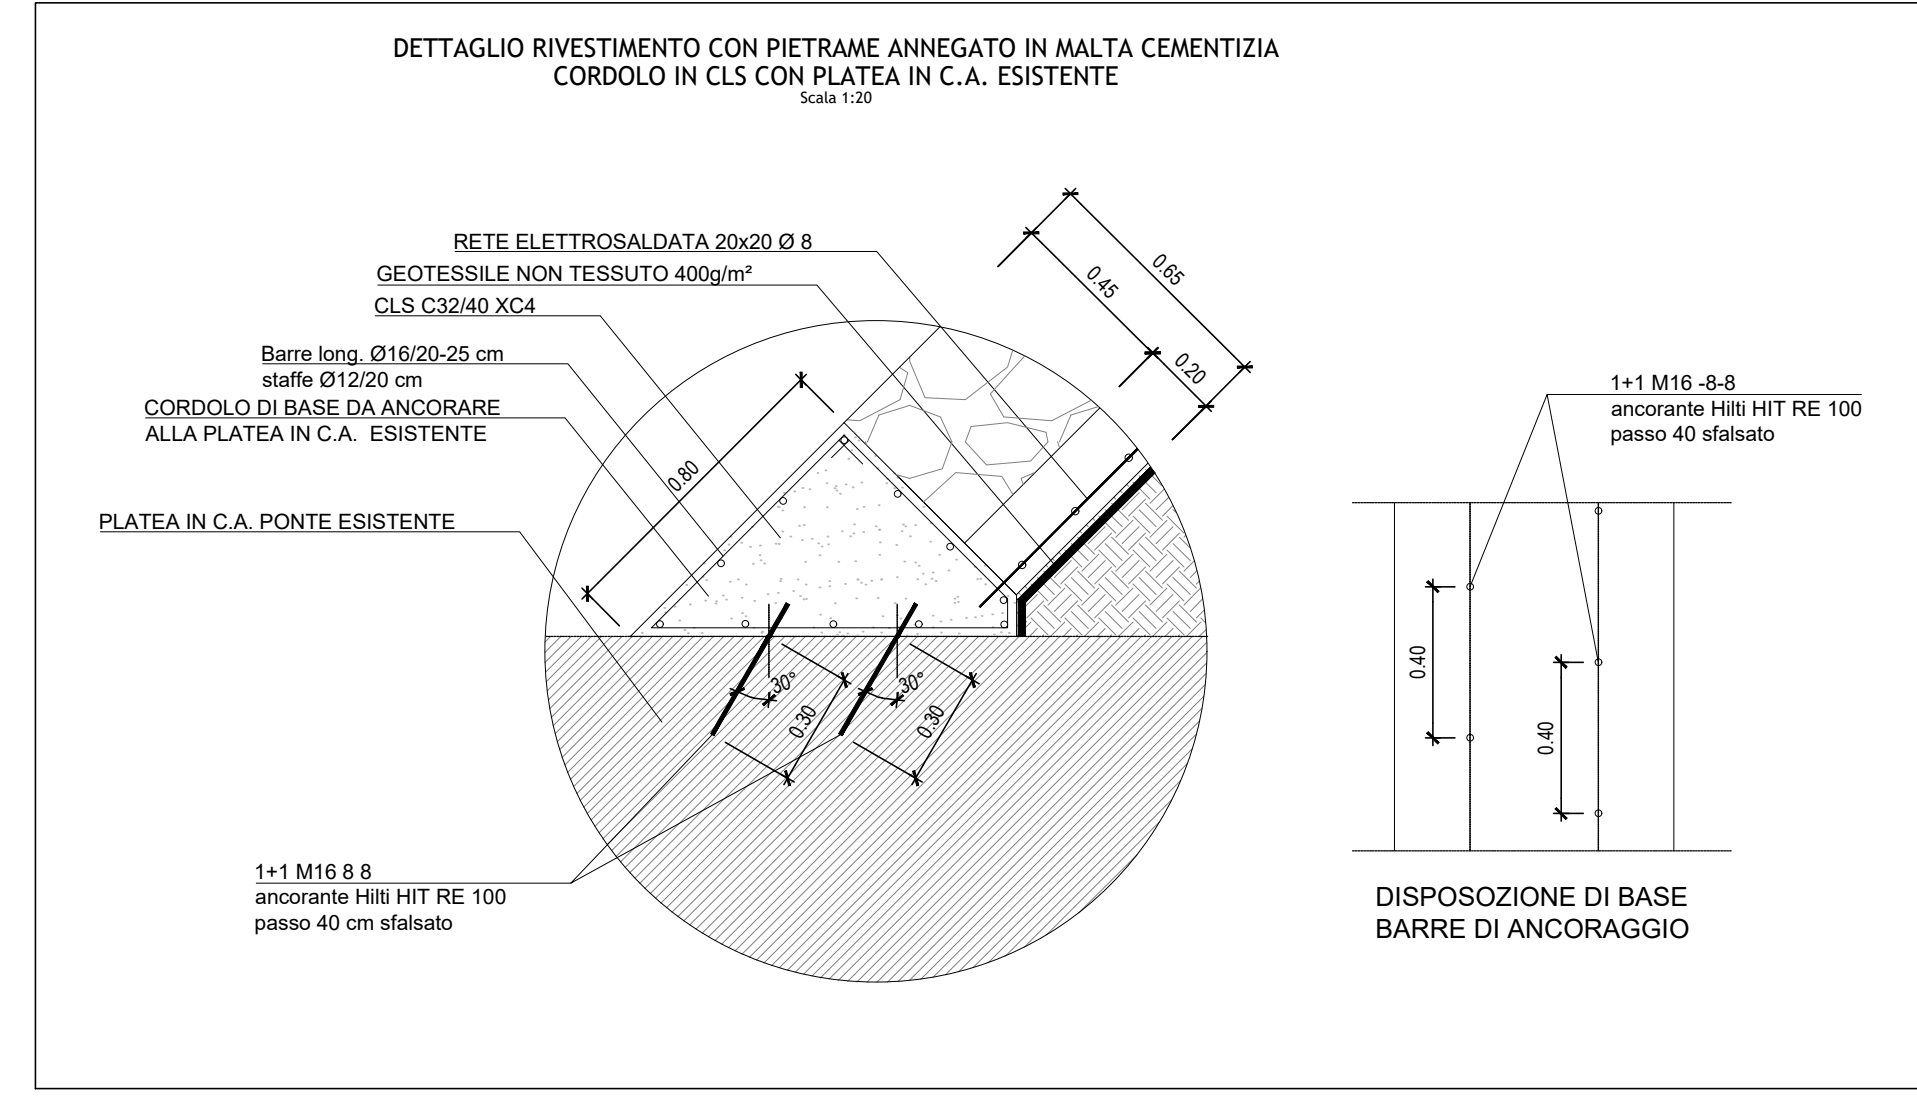 DETTAGLIO RIVESTIMENTO CON PIETRAME ANNEGATO IN MALTA CEMENTIZIA
CORDOLO IN CLS CON PLATEA IN C.A. ESISTENTE
Scala 1:20
RETE ELETTROSALDATA 20x20 Ø 8
GEOTESSILE NON TESSUTO 400g/m²
CLS C32/40 XC4
Barre long. Ø16/20-25 cm
staffe Ø12/20 cm
CORDOLO DI BASE DA ANCORARE
ALLA PLATEA IN C.A. ESISTENTE
PLATEA IN C.A. PONTE ESISTENTE
0.65
0.45
0.20
0.80
30°
0.30
30°
0.30
1+1 M16 8 8
ancorante Hilti HIT RE 100
passo 40 cm sfalsato
1+1 M16 -8-8
ancorante Hilti HIT RE 100
passo 40 sfalsato
0.40
0.40
DISPOSOZIONE DI BASE
BARRE DI ANCORAGGIO